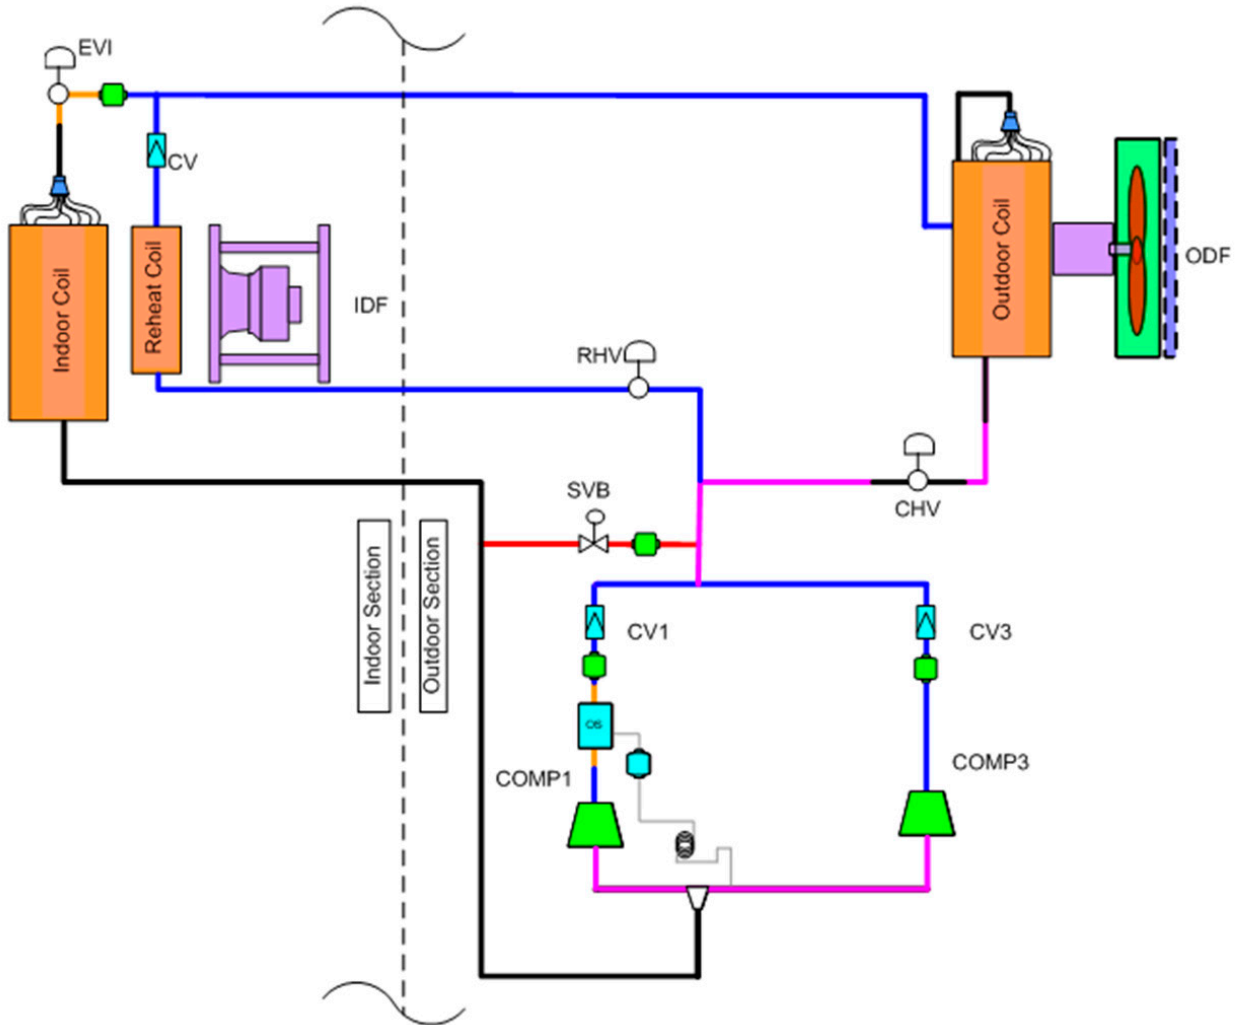 EVI
CV
Indoor Coil
Reheat Coil
IDF
Outdoor Coil
ODF
RHV
CHV
SVB
Indoor Section
Outdoor Section
CV1
CV3
OS
COMP1
COMP3